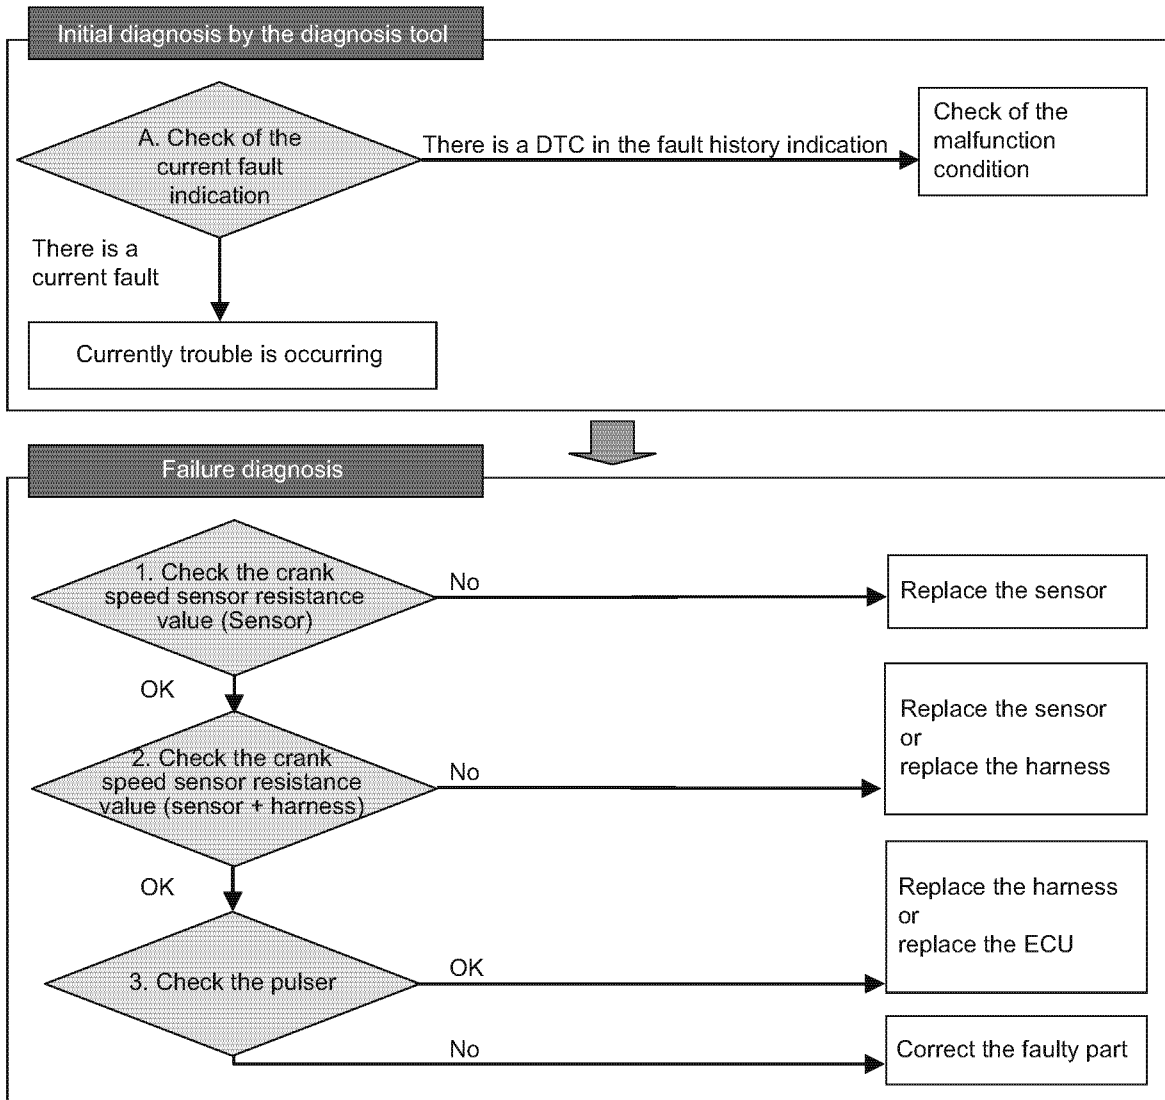 Initial diagnosis by the diagnosis tool
A. Check of the
current fault
indication
There is a DTC in the fault history indication
Check of the
malfunction
condition
There is a
current fault
Currently trouble is occurring
Failure diagnosis
1. Check the crank
speed sensor resistance
value (Sensor)
No
Replace the sensor
OK
2. Check the crank
speed sensor resistance
value (sensor + harness)
No
Replace the sensor
or
replace the harness
OK
3. Check the pulser
OK
Replace the harness
or
replace the ECU
No
Correct the faulty part